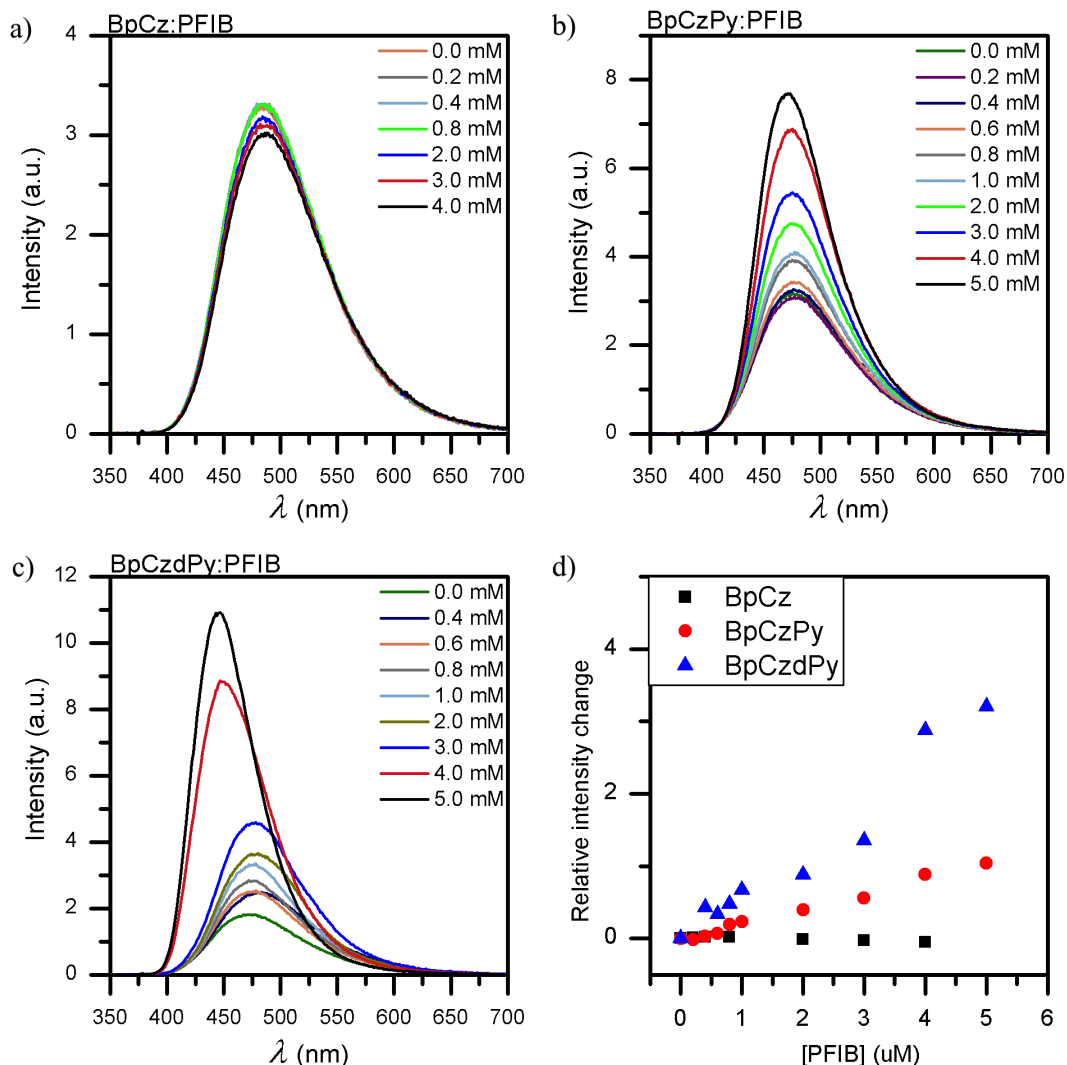 a)
BpCz:PFIB
4
3
2
1
0
Intensity (a.u.)
0.0 mM
0.2 mM
0.4 mM
0.8 mM
2.0 mM
3.0 mM
4.0 mM
350 400 450 500 550 600 650 700
λ (nm)
b)
BpCzPy:PFIB
8
6
4
2
0
Intensity (a.u.)
0.0 mM
0.2 mM
0.4 mM
0.6 mM
0.8 mM
1.0 mM
2.0 mM
3.0 mM
4.0 mM
5.0 mM
350 400 450 500 550 600 650 700
λ (nm)
c)
BpCzdPy:PFIB
12
10
8
6
4
2
0
Intensity (a.u.)
0.0 mM
0.4 mM
0.6 mM
0.8 mM
1.0 mM
2.0 mM
3.0 mM
4.0 mM
5.0 mM
350 400 450 500 550 600 650 700
λ (nm)
d)
BpCz
BpCzPy
BpCzdPy
4
2
0
Relative intensity change
0 1 2 3 4 5 6
[PFIB] (uM)